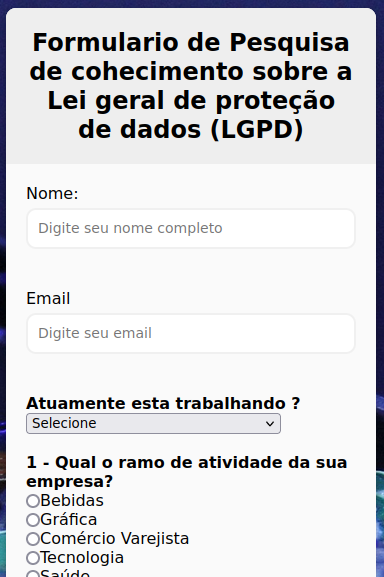 Formulario de Pesquisa
de cohecimento sobre a
Lei geral de proteção
de dados (LGPD)
Nome:
Digite seu nome completo
Email
Digite seu email
Atuamente esta trabalhando ?
Selecione
1 - Qual o ramo de atividade da sua
empresa?
Bebidas
Gráfica
Comércio Varejista
Tecnologia
Saúde